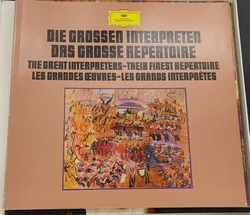 DIE GROSSEN INTERPRETEN
DAS GROSSE REPERTOIRE
THE GREAT INTERPRETERS–THEIR FINEST REPERTOIRE
LES GRANDES ŒUVRES–LES GRANDS INTERPRÈTES